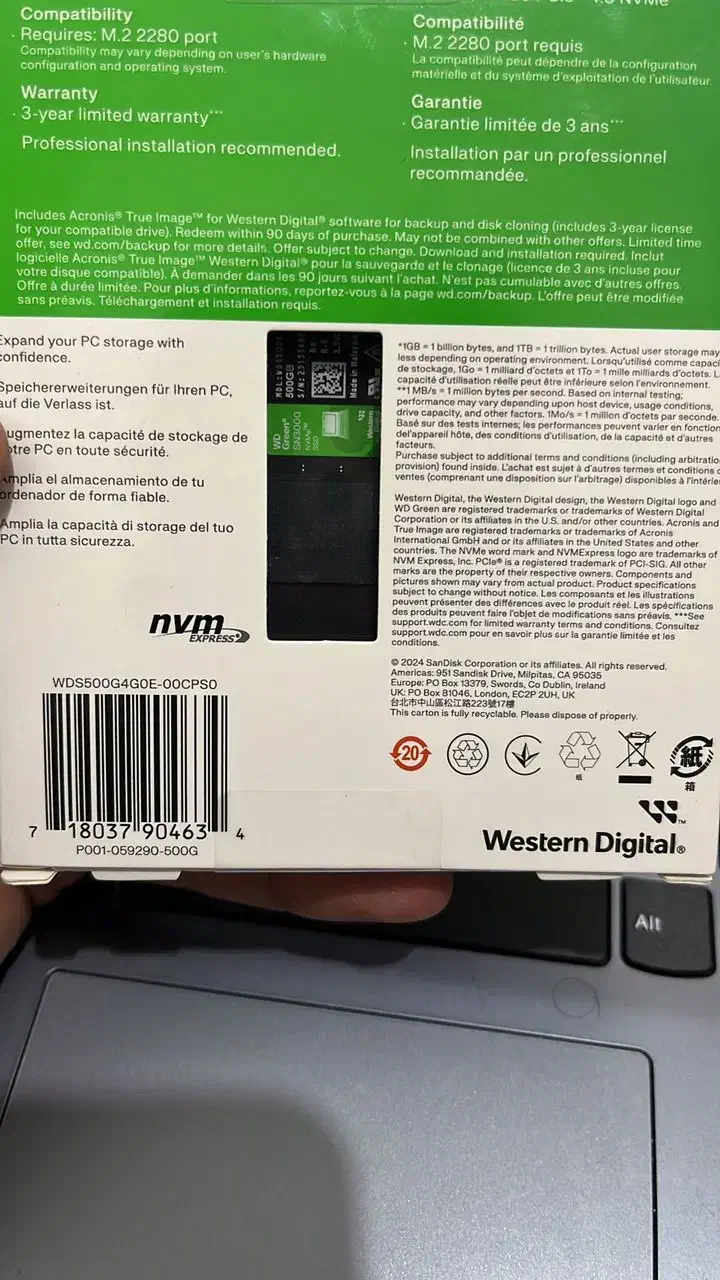 Compatibility
· Requires: M.2 2280 port
Compatibility may vary depending on user's hardware
configuration and operating system.
Warranty
· 3-year limited warranty***
Professional installation recommended.
NVMe
Compatibilité
· M.2 2280 port requis
La compatibilité peut dépendre de la configuration
matérielle et du système d'exploitation de l'utilisateur.
Garantie
· Garantie limitée de 3 ans***
Installation par un professionnel
recommandée.
Includes Acronis® True Image™ for Western Digital® software for backup and disk cloning (includes 3-year license
for your compatible drive). Redeem within 90 days of purchase. May not be combined with other offers. Limited time
offer, see wd.com/backup for more details. Offer subject to change. Download and installation required. Inclut
logicielle Acronis® True Image™ Western Digital® pour la sauvegarde et le clonage (licence de 3 ans incluse pour
votre disque compatible). À demander dans les 90 jours suivant l'achat. N'est pas cumulable avec d'autres offres.
Offre à durée limitée. Pour plus d'informations, reportez-vous à la page wd.com/backup. L'offre peut être modifiée
sans préavis. Téléchargement et installation requis.
Expand your PC storage with
confidence.
Speichererweiterungen für Ihren PC,
auf die Verlass ist.
ugmentez la capacité de stockage de
otre PC en toute sécurité.
mplia el almacenamiento de tu
ordenador de forma fiable.
Amplia la capacità di storage del tuo
PC in tutta sicurezza.
500GB
Made in Malaysia
WD
Green®
SN3000
NVMe™
SSD
Western
nvm
EXPRESS
WDS500G4G0E-00CPS0
7 18037 90463 4
P001-059290-500G
*1GB = 1 billion bytes, and 1TB = 1 trillion bytes. Actual user storage may
less depending on operating environment. Lorsqu'utilisé comme capaci
de stockage, 1Go = 1 milliard d'octets et 1To = 1 mille milliards d'octets. L
capacité d'utilisation réelle peut être inférieure selon l'environnement.
**1 MB/s = 1 million bytes per second. Based on internal testing;
performance may vary depending upon host device, usage conditions,
drive capacity, and other factors. 1Mo/s = 1 million d'octets par seconde.
Basé sur des tests internes; les performances peuvent varier en fonction
del'appareil hôte, des conditions d'utilisation, de la capacité et d'autres
facteurs.
Purchase subject to additional terms and conditions (including arbitratio
provision) found inside. L'achat est sujet à d'autres termes et conditions
ventes (comprenant une disposition sur l'arbitrage) disponibles à l'intérie
Western Digital, the Western Digital design, the Western Digital logo and
WD Green are registered trademarks or trademarks of Western Digital
Corporation or its affiliates in the U.S. and/or other countries. Acronis and
True Image are registered trademarks or trademarks of Acronis
International GmbH and or its affiliates in the United States and other
countries. The NVMe word mark and NVMExpress logo are trademarks of
NVM Express, Inc. PCIe® is a registered trademark of PCI-SIG. All other
marks are the property of their respective owners. Components and
pictures shown may vary from actual product. Product specifications
subject to change without notice. Les composants et les illustrations
peuvent présenter des différences avec le produit réel. Les spécifications
des produits peuvent faire l'objet de modifications sans préavis. ***See
support.wdc.com for limited warranty terms and conditions. Consultez
support.wdc.com pour en savoir plus sur la garantie limitée et les
conditions.
© 2024 SanDisk Corporation or its affiliates. All rights reserved.
Americas: 951 Sandisk Drive, Milpitas, CA 95035
Europe: PO Box 13379, Swords, Co Dublin, Ireland
UK: PO Box 81046, London, EC2P 2UH, UK
台北市中山區松江路223號17樓
This carton is fully recyclable. Please dispose of properly.
20
纸
紙
箱
Western Digital®
Alt